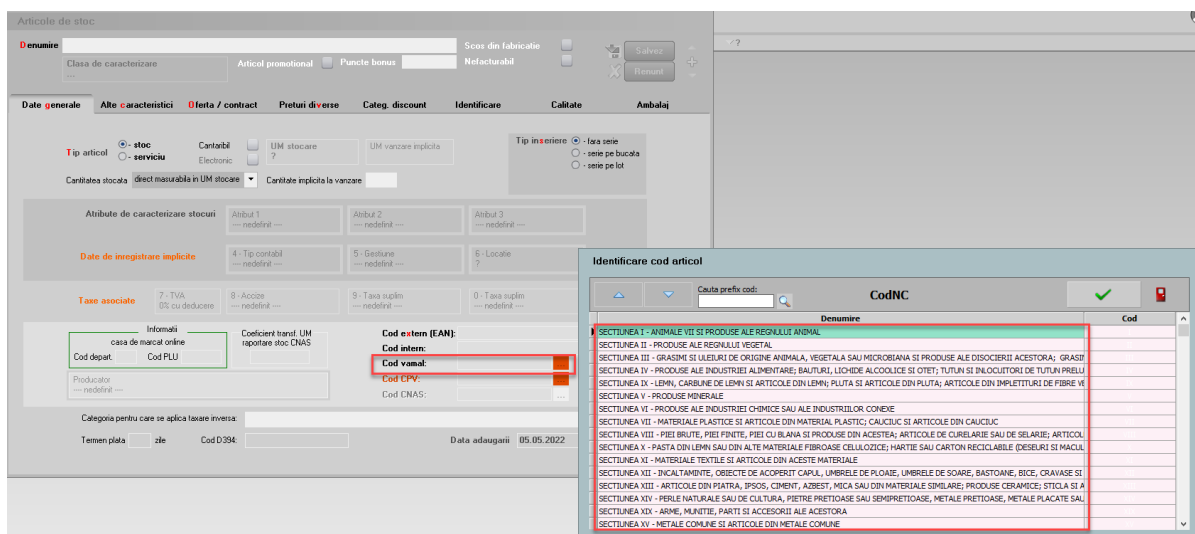 Articole de stoc
Denumire
Scos din fabricatie
Salvez
Clasa de caracterizare
---
Articol promotional
Puncte bonus
Nefacturabil
Renunt
?
Date generale
Alte caracteristici
Oferta / contract
Preturi diverse
Categ. discount
Identificare
Calitate
Ambalaj
Tip articol
- stoc
- serviciu
Cantaribil
Electronic
UM stocare
?
UM vanzare implicita
Tip inseriere
- fara serie
- serie pe bucata
- serie pe lot
Cantitatea stocata
direct masurabila in UM stocare
Cantitate implicita la vanzare
Atribute de caracterizare stocuri
Atribut 1
---- nedefinit ----
Atribut 2
---- nedefinit ----
Atribut 3
---- nedefinit ----
Date de inregistrare implicite
4 - Tip contabil
---- nedefinit ----
5 - Gestiune
---- nedefinit ----
6 - Locatie
?
Taxe asociate
7 - TVA
0% cu deducere
8 - Accize
---- nedefinit ----
9 - Taxa suplim
---- nedefinit ----
0 - Taxa suplim
---- nedefinit ----
Informatii
casa de marcat online
Cod depart.
Cod PLU
Coeficient transf. UM
raportare stoc CNAS
Cod extern (EAN):
Cod intern:
Cod vamal:
Cod CPV:
Cod CNAS:
...
Producator
---- nedefinit ----
Categoria pentru care se aplica taxare inversa:
Termen plata
zile
Cod D394:
Data adaugarii
05.05.2022
Identificare cod articol
Cauta prefix cod:
CodNC
Denumire
Cod
SECTIUNEA I - ANIMALE VII SI PRODUSE ALE REGNULUI ANIMAL
SECTIUNEA II - PRODUSE ALE REGNULUI VEGETAL
SECTIUNEA III - GRASIMI SI ULEIURI DE ORIGINE ANIMALA, VEGETALA SAU MICROBIANA SI PRODUSE ALE DISOCIERII ACESTORA; GRASIM
SECTIUNEA IV - PRODUSE ALE INDUSTRIEI ALIMENTARE; BAUTURI, LICHIDE ALCOOLICE SI OTET; TUTUN SI INLOCUITORI DE TUTUN PRELU
SECTIUNEA IX - LEMN, CARBUNE DE LEMN SI ARTICOLE DIN LEMN; PLUTA SI ARTICOLE DIN PLUTA; ARTICOLE DIN IMPLETITURI DE FIBRE VE
SECTIUNEA V - PRODUSE MINERALE
SECTIUNEA VI - PRODUSE ALE INDUSTRIEI CHIMICE SAU ALE INDUSTRIILOR CONEXE
SECTIUNEA VII - MATERIALE PLASTICE SI ARTICOLE DIN MATERIAL PLASTIC; CAUCIUC SI ARTICOLE DIN CAUCIUC
SECTIUNEA VIII - PIEI BRUTE, PIEI FINITE, PIEI CU BLANA SI PRODUSE DIN ACESTEA; ARTICOLE DE CURELARIE SAU DE SELARIE; ARTICOL
SECTIUNEA X - PASTA DIN LEMN SAU DIN ALTE MATERIALE FIBROASE CELULOZICE; HARTIE SAU CARTON RECICLABILE (DESEURI SI MACUL
SECTIUNEA XI - MATERIALE TEXTILE SI ARTICOLE DIN ACESTE MATERIALE
SECTIUNEA XII - INCALTAMINTE, OBIECTE DE ACOPERIT CAPUL, UMBRELE DE PLOAIE, UMBRELE DE SOARE, BASTOANE, BICE, CRAVASE SI
SECTIUNEA XIII - ARTICOLE DIN PIATRA, IPSOS, CIMENT, AZBEST, MICA SAU DIN MATERIALE SIMILARE; PRODUSE CERAMICE; STICLA SI A
SECTIUNEA XIV - PERLE NATURALE SAU DE CULTURA, PIETRE PRETIOASE SAU SEMIPRETIOASE, METALE PRETIOASE, METALE PLACATE SAU
SECTIUNEA XIX - ARME, MUNITIE, PARTI SI ACCESORII ALE ACESTORA
SECTIUNEA XV - METALE COMUNE SI ARTICOLE DIN METALE COMUNE